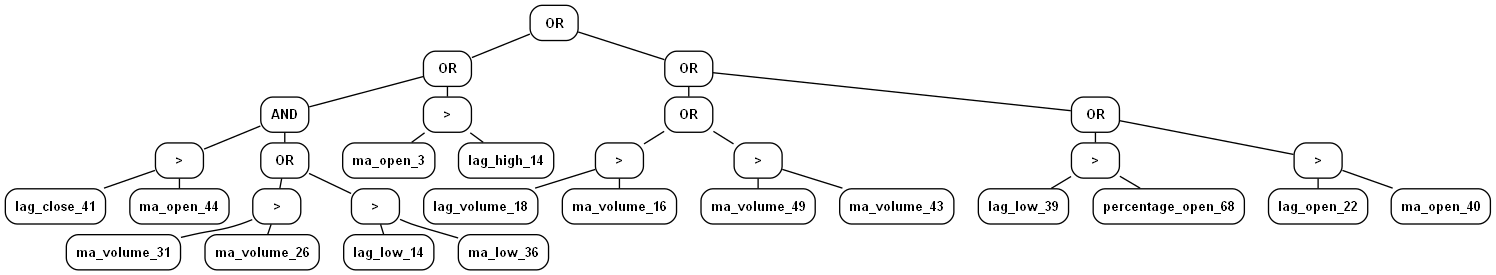 OR
OR
OR
AND
>
OR
OR
>
OR
ma_open_3
lag_high_14
>
>
>
>
lag_close_41
ma_open_44
>
>
lag_volume_18
ma_volume_16
ma_volume_49
ma_volume_43
lag_low_39
percentage_open_68
lag_open_22
ma_open_40
ma_volume_31
ma_volume_26
lag_low_14
ma_low_36